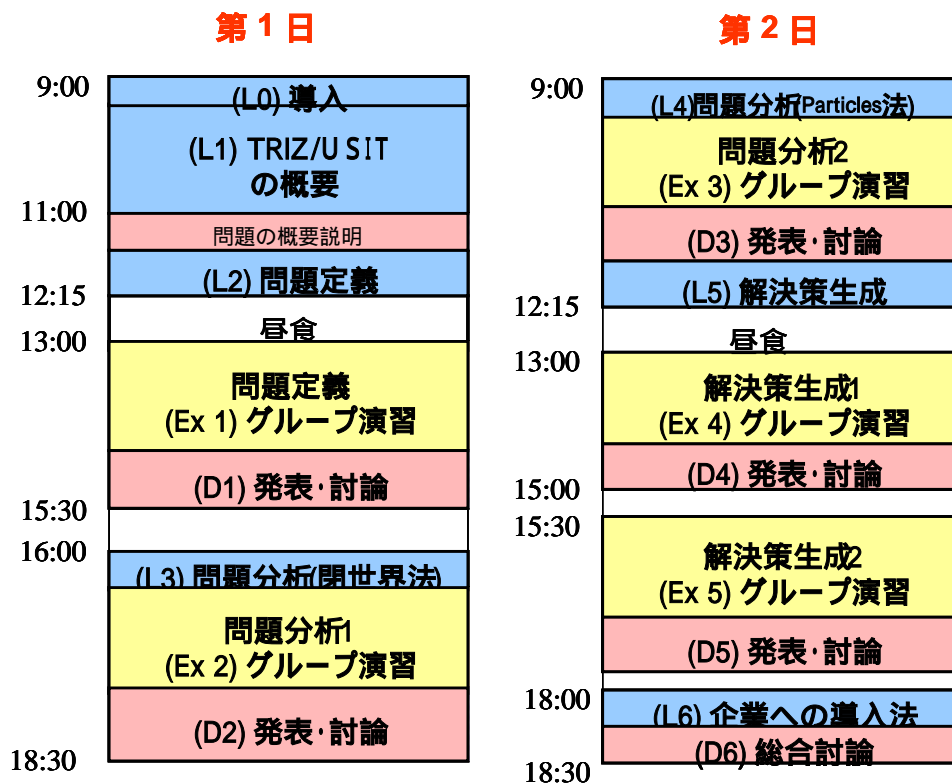 第 1 日
9:00
(L0) 導入
(L1) TRIZ/U SIT
の概要
11:00
問題の概要説明
(L2) 問題定義
12:15
昼食
13:00
問題定義
(Ex 1) グループ演習
(D1) 発表・討論
15:30
16:00
(L3) 問題分析(閉世界法)
問題分析1
(Ex 2) グループ演習
(D2) 発表・討論
18:30
第 2 日
9:00
(L4)問題分析(Particles法)
問題分析2
(Ex 3) グループ演習
(D3) 発表・討論
(L5) 解決策生成
12:15
昼食
13:00
解決策生成1
(Ex 4) グループ演習
(D4) 発表・討論
15:00
15:30
解決策生成2
(Ex 5) グループ演習
(D5) 発表・討論
18:00
(L6) 企業への導入法
(D6) 総合討論
18:30